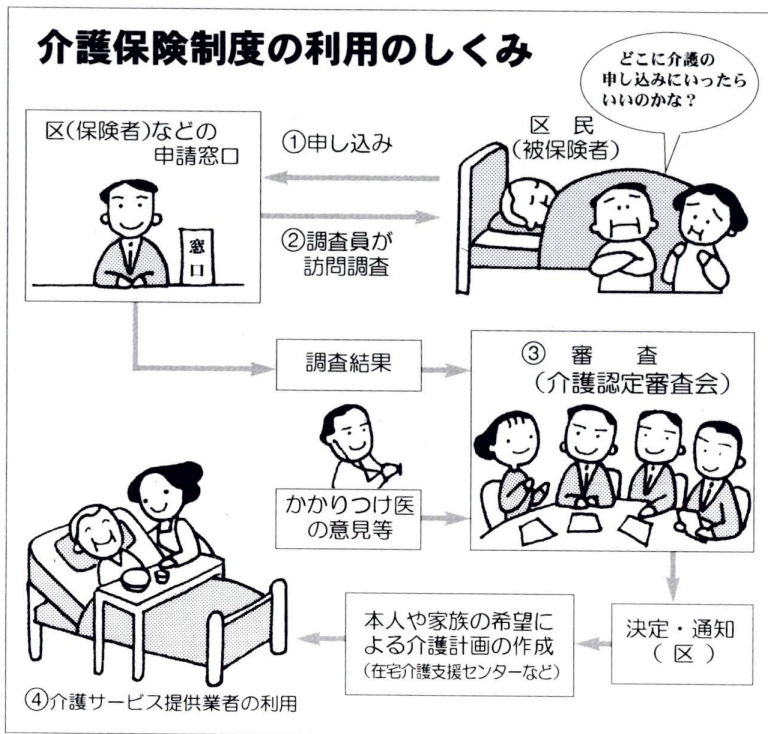 介護保険制度の利用のしくみ
どこに介護の
申し込みにいったら
いいのかな？
区(保険者)などの
申請窓口
①申し込み
区　民
(被保険者)
窓口
②調査員が
訪問調査
調査結果
③　審　　査
(介護認定審査会)
かかりつけ医
の意見等
決定・通知
(　区　)
本人や家族の希望に
よる介護計画の作成
(在宅介護支援センターなど)
④介護サービス提供業者の利用